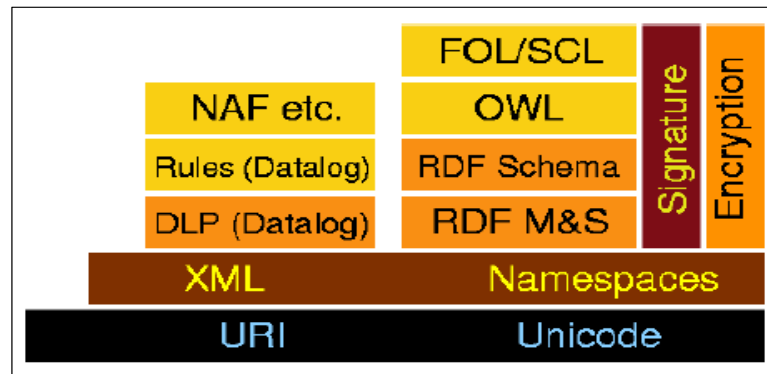 FOL/SCL
NAF etc.
OWL
Rules (Datalog)
RDF Schema
DLP (Datalog)
RDF M&S
Signature
Encryption
XML
Namespaces
URI
Unicode